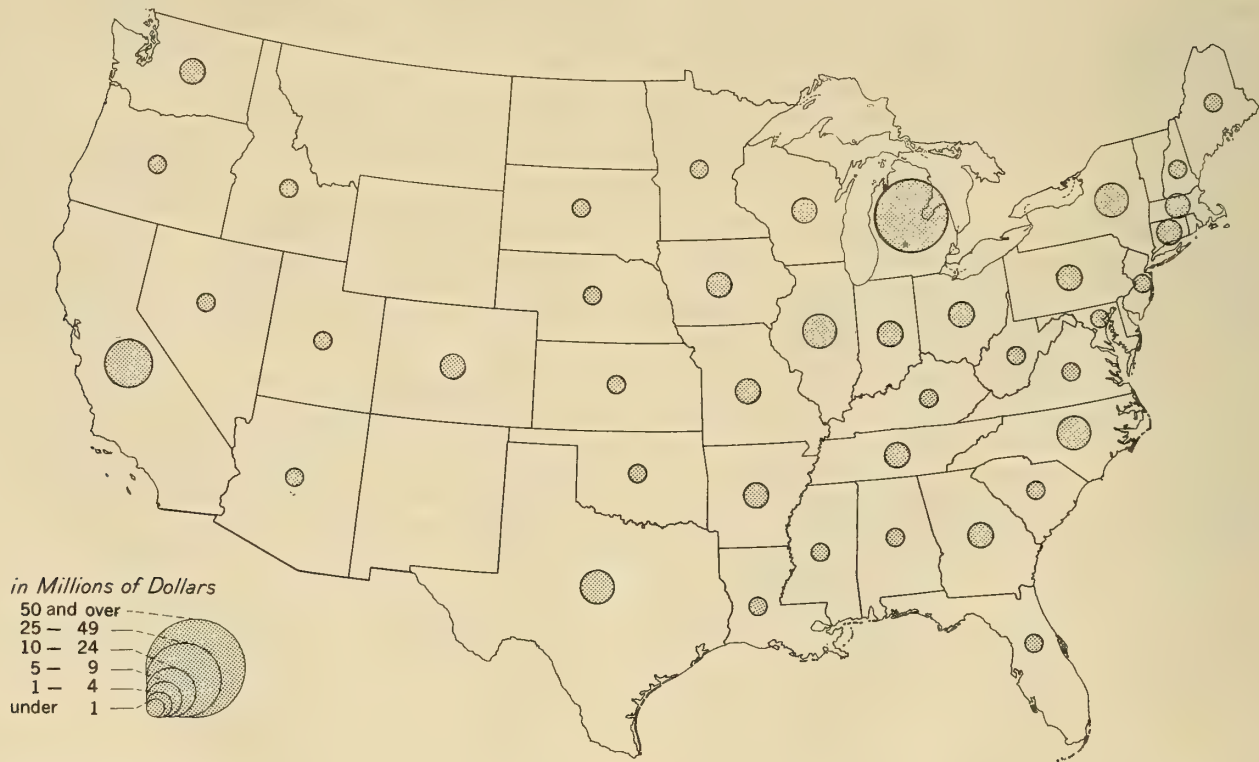 in Millions of Dollars
50 and over
25 — 49
10 — 24
5 — 9
1 — 4
under 1